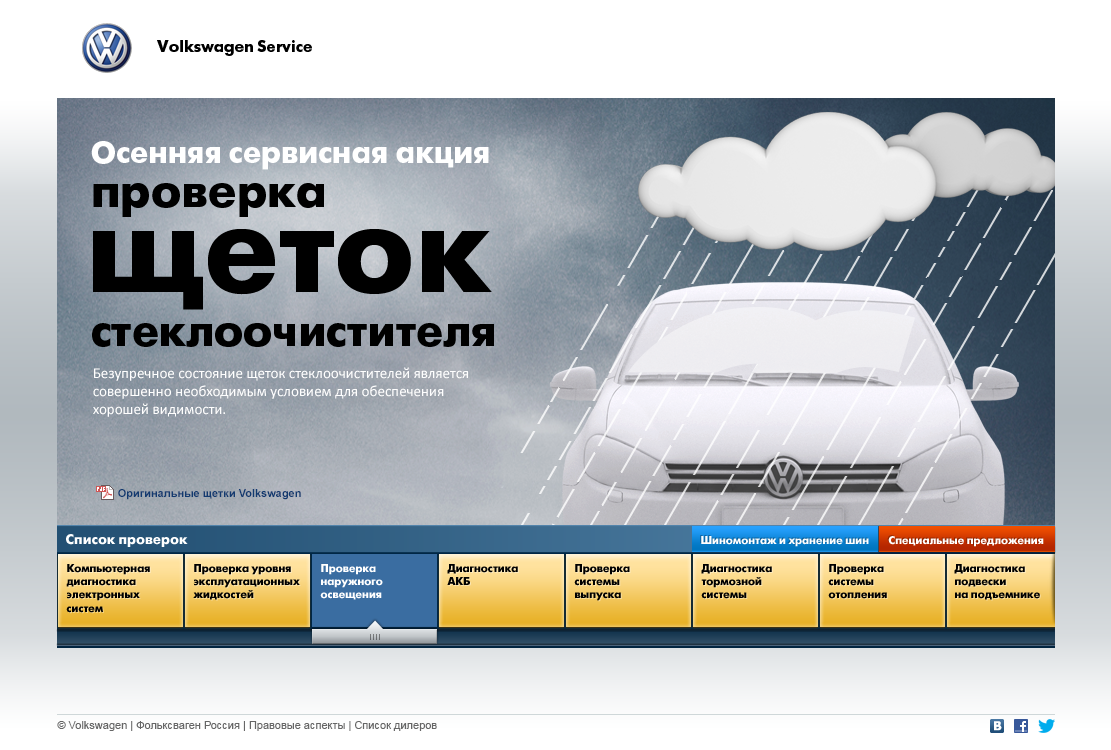 Volkswagen Service
Осенняя сервисная акция
проверка
щеток
стеклоочистителя
Безупречное состояние щеток стеклоочистителей является
совершенно необходимым условием для обеспечения
хорошей видимости.
Оригинальные щетки Volkswagen
Список проверок
Шиномонтаж и хранение шин
Специальные предложения
Компьютерная
диагностика
электронных
систем
Проверка уровня
эксплуатационных
жидкостей
Проверка
наружного
освещения
Диагностика
АКБ
Проверка
системы
выпуска
Диагностика
тормозной
системы
Проверка
системы
отопления
Диагностика
подвески
на подъемнике
© Volkswagen | Фольксваген Россия | Правовые аспекты | Список дилеров